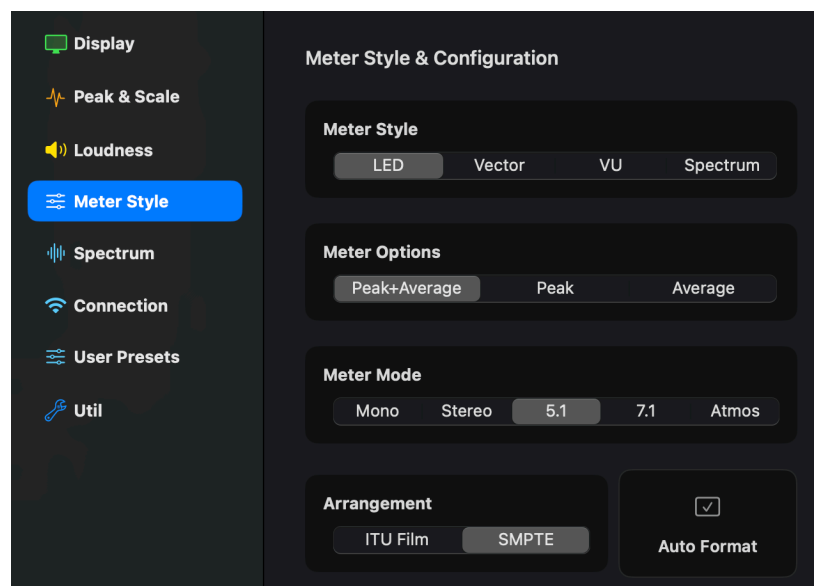 Display
Peak & Scale
Loudness
Meter Style
Spectrum
Connection
User Presets
Util
Meter Style & Configuration
Meter Style
LED Vector VU Spectrum
Meter Options
Peak+Average Peak Average
Meter Mode
Mono Stereo 5.1 7.1 Atmos
Arrangement
ITU Film SMPTE
Auto Format